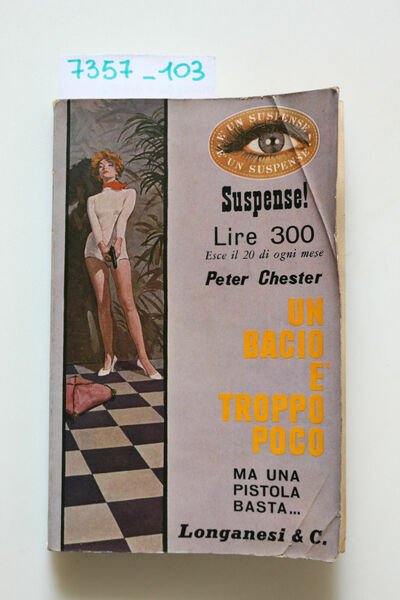 7357_103
È UN SUSPENSE
È UN SUSPENSE
Suspense!
Lire 300
Esce il 20 di ogni mese
Peter Chester
UN
BACIO
E'
TROPPO
POCO
MA UNA
PISTOLA
BASTA...
Longanesi & C.